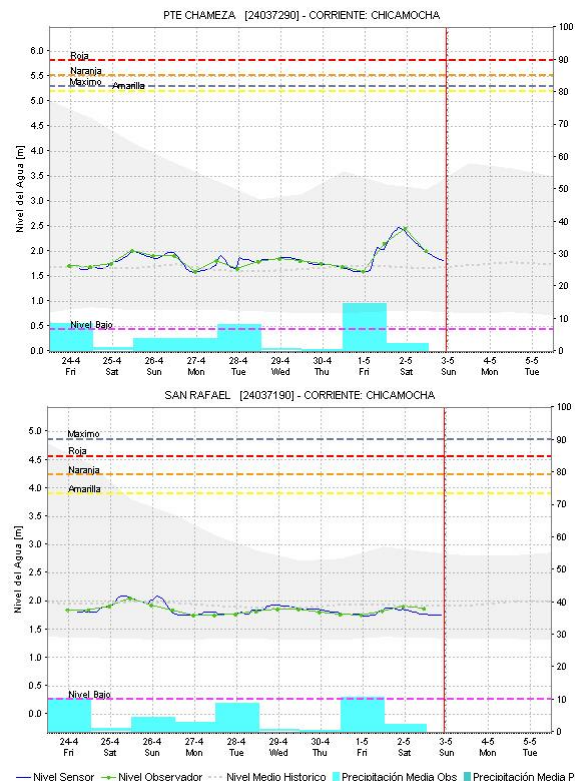 PTE CHAMEZA [24037290] - CORRIENTE: CHICAMOCHA
Nivel del Agua [m]
6.0
5.5
5.0
4.5
4.0
3.5
3.0
2.5
2.0
1.5
1.0
0.5
0.0
Roja
Naranja
Maximo
Amarilla
Nivel Bajo
100
90
80
70
60
50
40
30
20
10
0
24-4 25-4 26-4 27-4 28-4 29-4 30-4 1-5 2-5 3-5 4-5 5-5
Fri Sat Sun Mon Tue Wed Thu Fri Sat Sun Mon Tue
SAN RAFAEL [24037190] - CORRIENTE: CHICAMOCHA
Nivel del Agua [m]
5.0
4.5
4.0
3.5
3.0
2.5
2.0
1.5
1.0
0.5
0.0
Maximo
Roja
Naranja
Amarilla
Nivel Bajo
100
90
80
70
60
50
40
30
20
10
0
24-4 25-4 26-4 27-4 28-4 29-4 30-4 1-5 2-5 3-5 4-5 5-5
Fri Sat Sun Mon Tue Wed Thu Fri Sat Sun Mon Tue
Nivel Sensor Nivel Observador Nivel Medio Historico Precipitación Media Obs Precipitación Media P